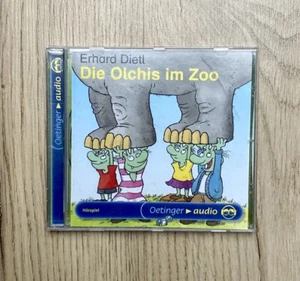 Erhard Dietl
Die Olchis im Zoo
Oetinger audio
Hörspiel
Oetinger audio